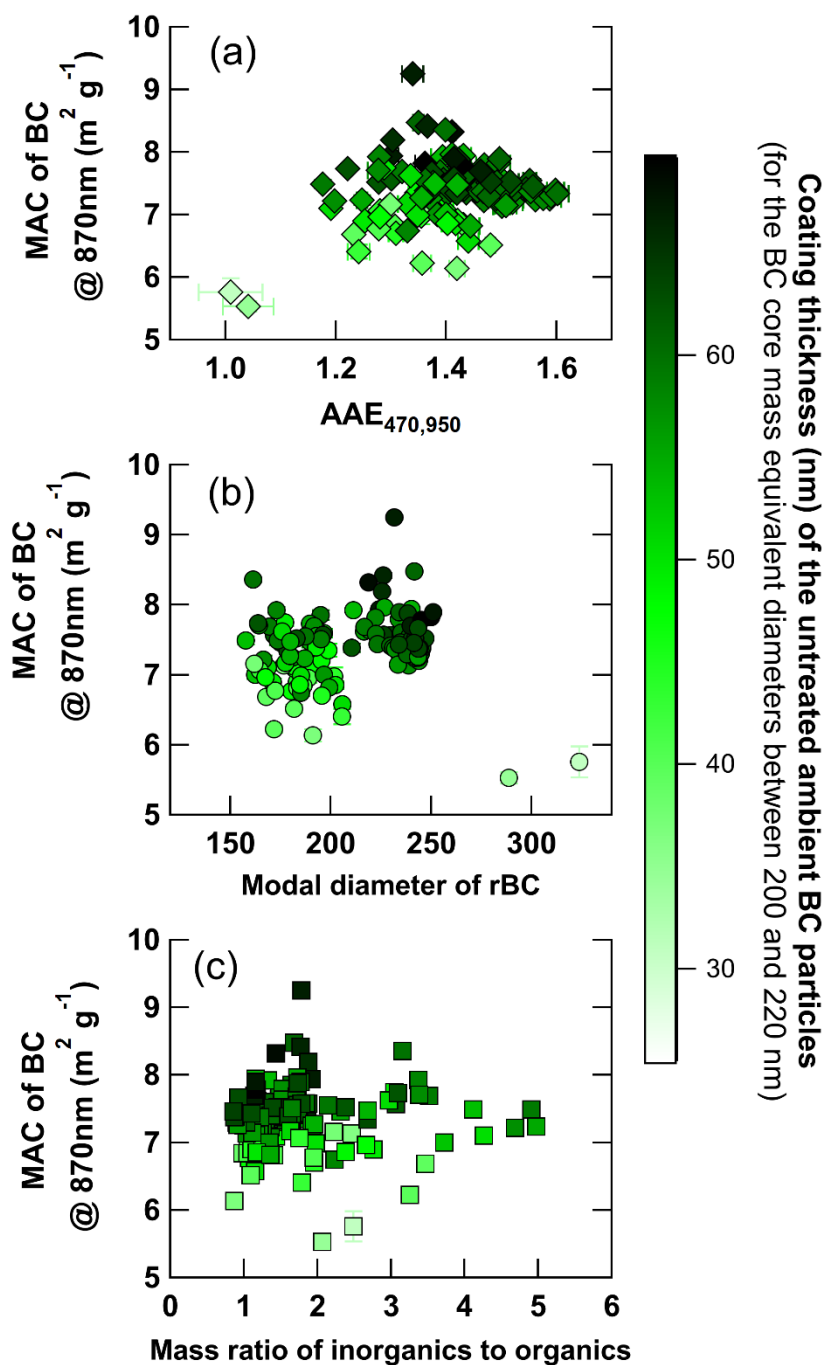 (a)
MAC of BC
@ 870nm (m² g⁻¹)
10
9
8
7
6
5
1.0 1.2 1.4 1.6
AAE₄₇₀,₉₅₀
(b)
MAC of BC
@ 870nm (m² g⁻¹)
10
9
8
7
6
5
150 200 250 300
Modal diameter of rBC
(c)
MAC of BC
@ 870nm (m² g⁻¹)
10
9
8
7
6
5
0 1 2 3 4 5 6
Mass ratio of inorganics to organics
60
50
40
30
Coating thickness (nm) of the untreated ambient BC particles
(for the BC core mass equivalent diameters between 200 and 220 nm)